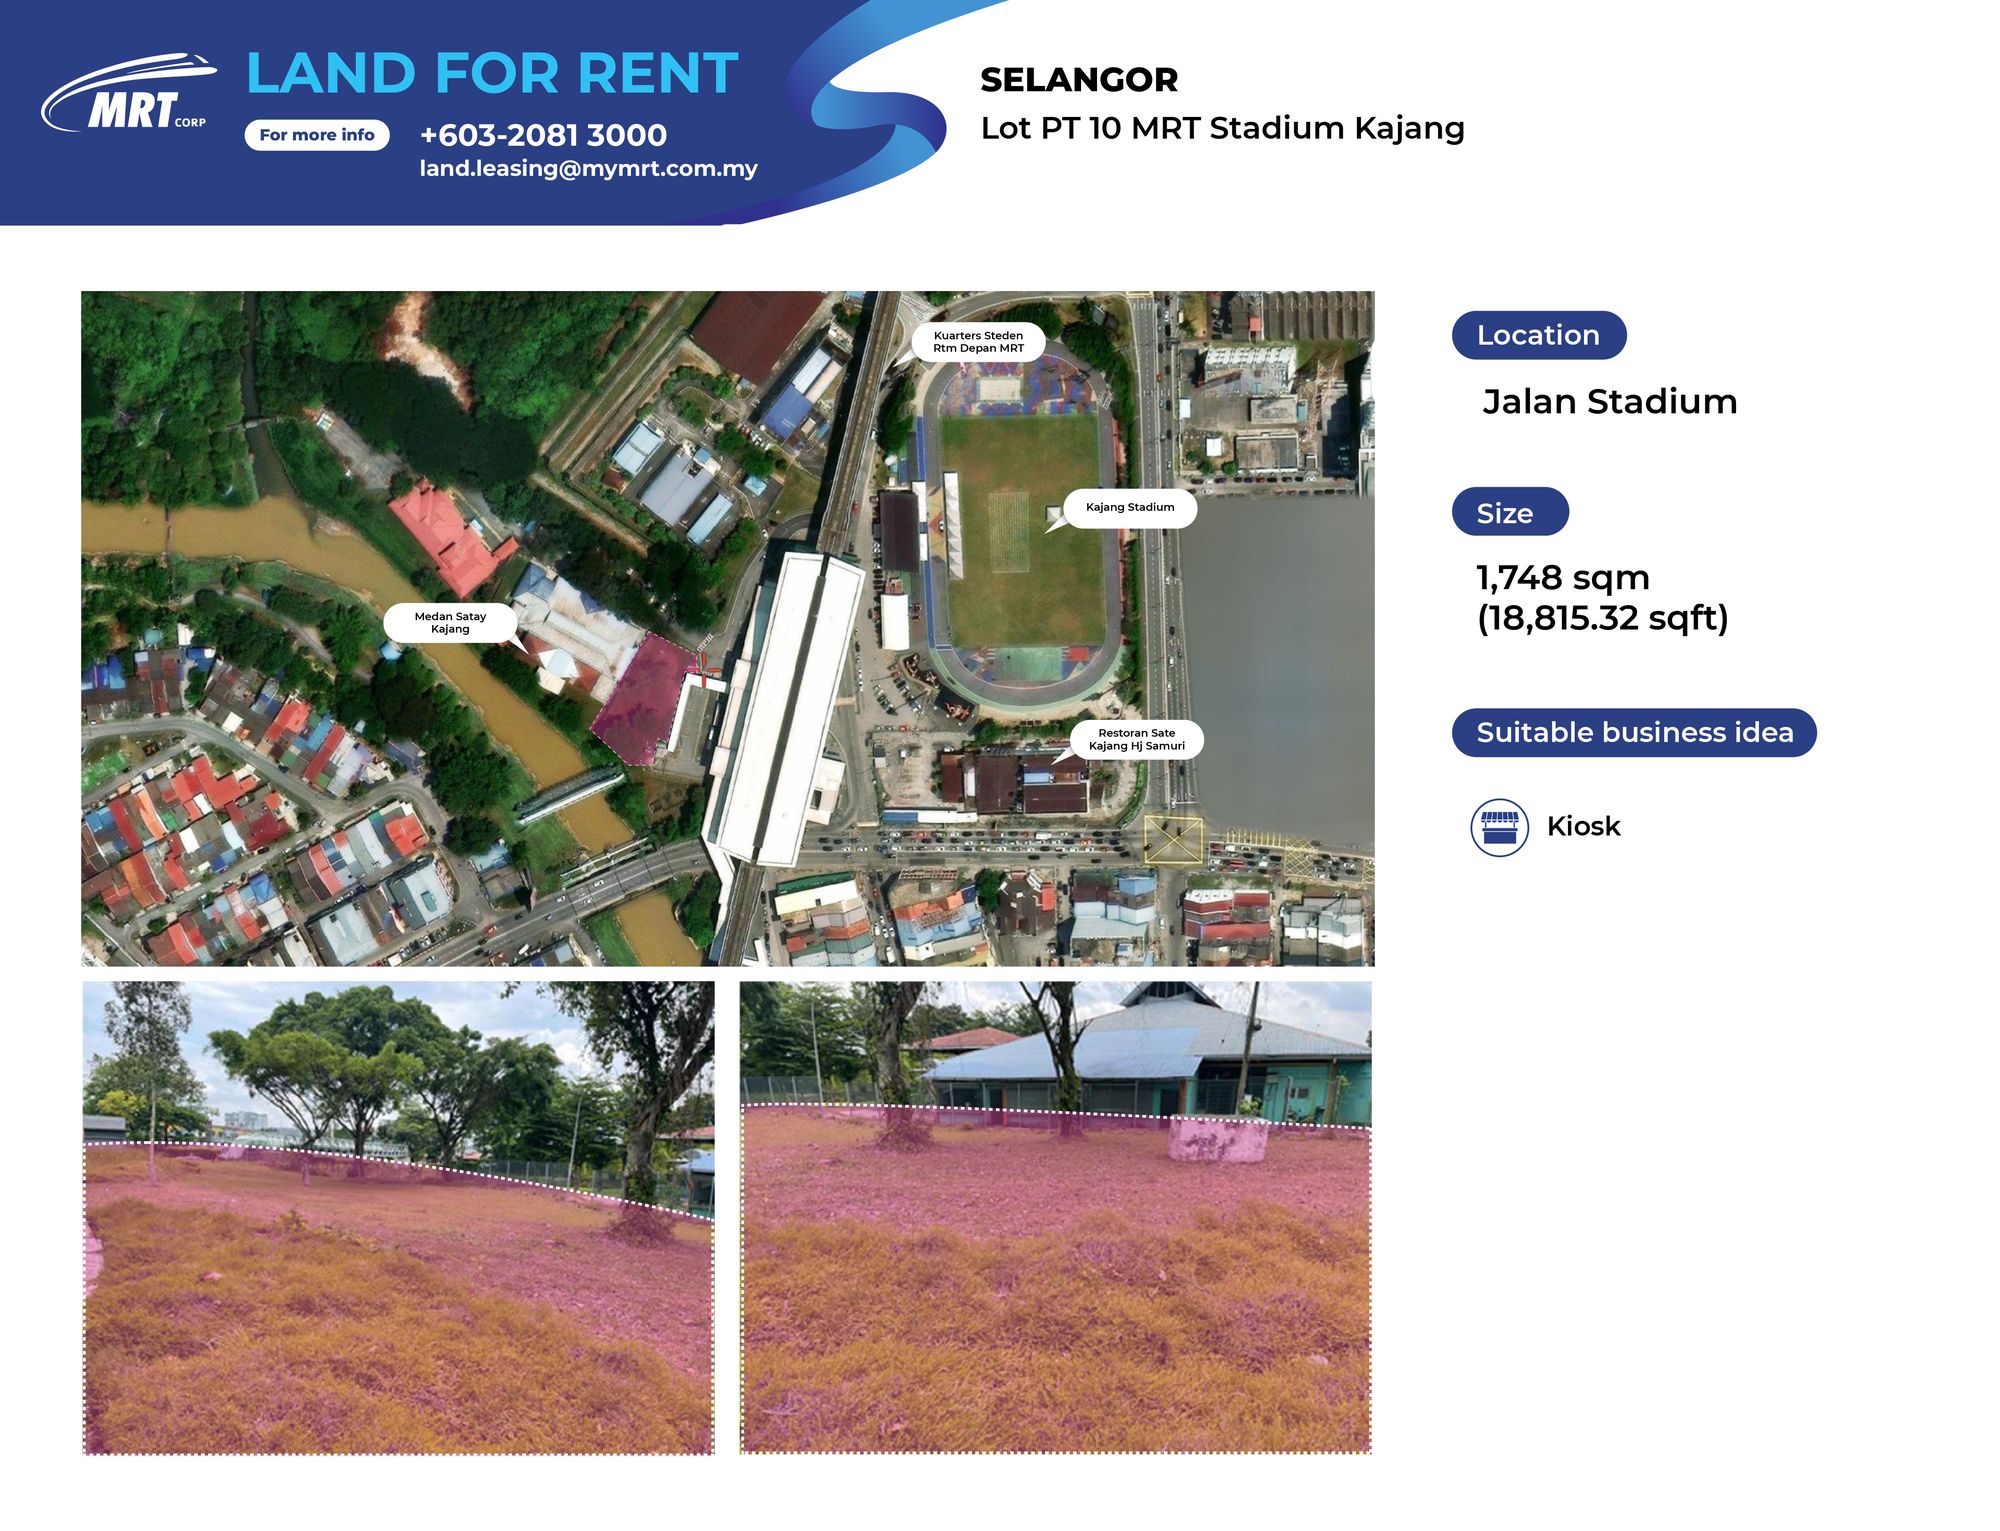 MRT CORP
LAND FOR RENT
For more info
+603-2081 3000
land.leasing@mymrt.com.my
SELANGOR
Lot PT 10 MRT Stadium Kajang
Kuarters Steden
Rtm Depan MRT
Kajang Stadium
Medan Satay
Kajang
Restoran Sate
Kajang Hj Samuri
Location
Jalan Stadium
Size
1,748 sqm
(18,815.32 sqft)
Suitable business idea
Kiosk